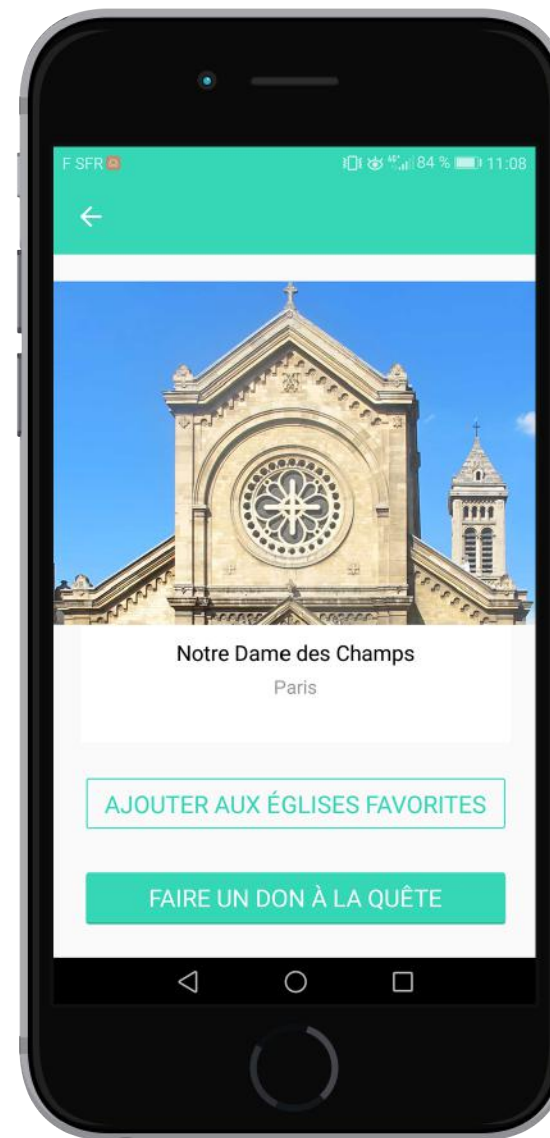 F SFR 84 % 11:08
Notre Dame des Champs
Paris
AJOUTER AUX ÉGLISES FAVORITES
FAIRE UN DON À LA QUÊTE